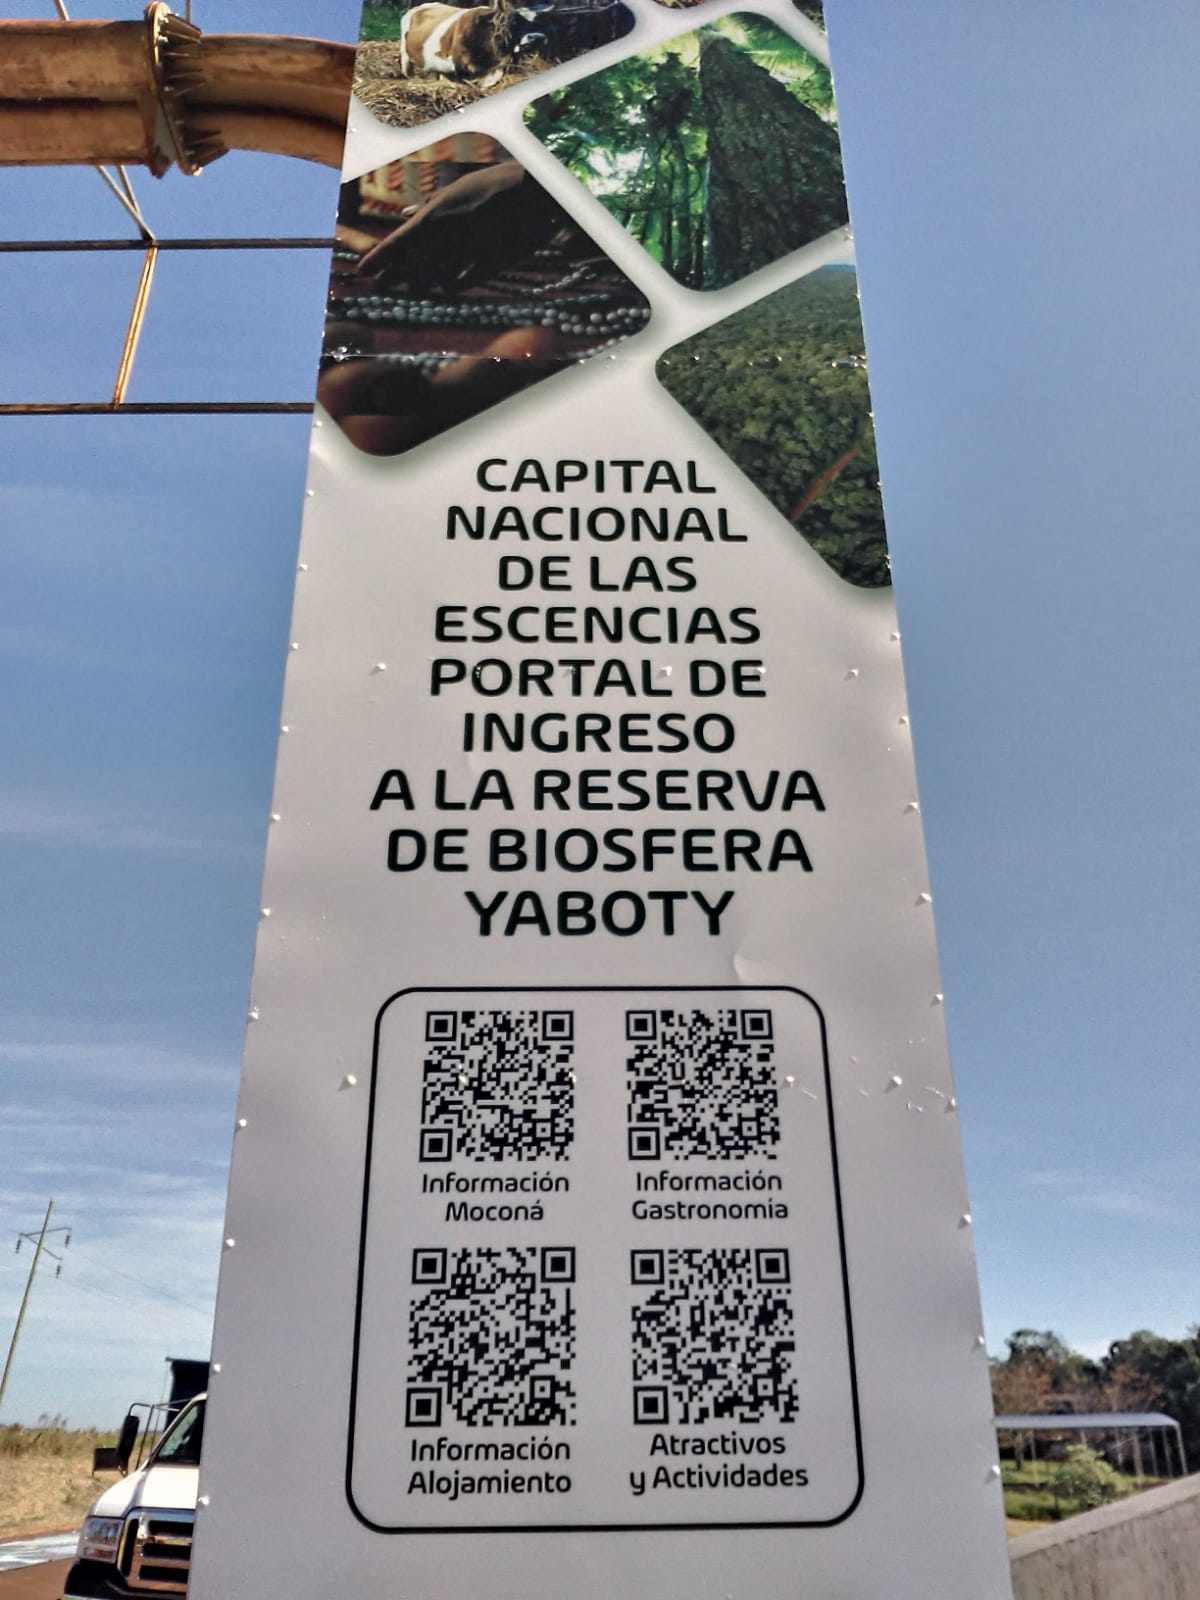 CAPITAL
NACIONAL
DE LAS
ESCENCIAS
PORTAL DE
INGRESO
A LA RESERVA
DE BIOSFERA
YABOTY
Información
Moconá
Información
Gastronomía
Información
Alojamiento
Atractivos
y Actividades